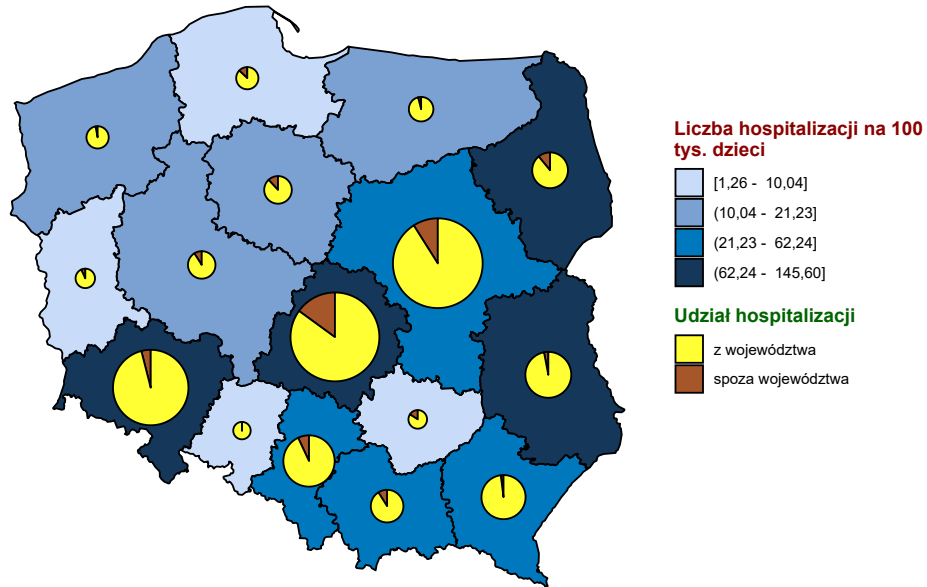 Liczba hospitalizacji na 100
tys. dzieci
[1,26 - 10,04]
(10,04 - 21,23]
(21,23 - 62,24]
(62,24 - 145,60]
Udział hospitalizacji
z województwa
spoza województwa